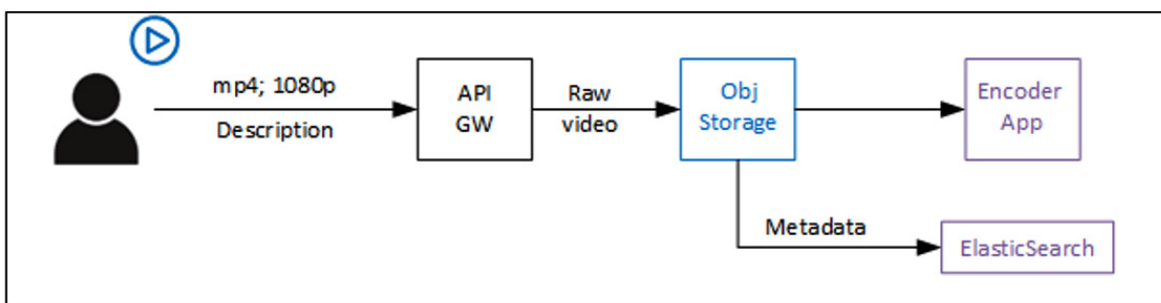 mp4; 1080p
Description
API
GW
Raw
video
Obj
Storage
Encoder
App
Metadata
ElasticSearch